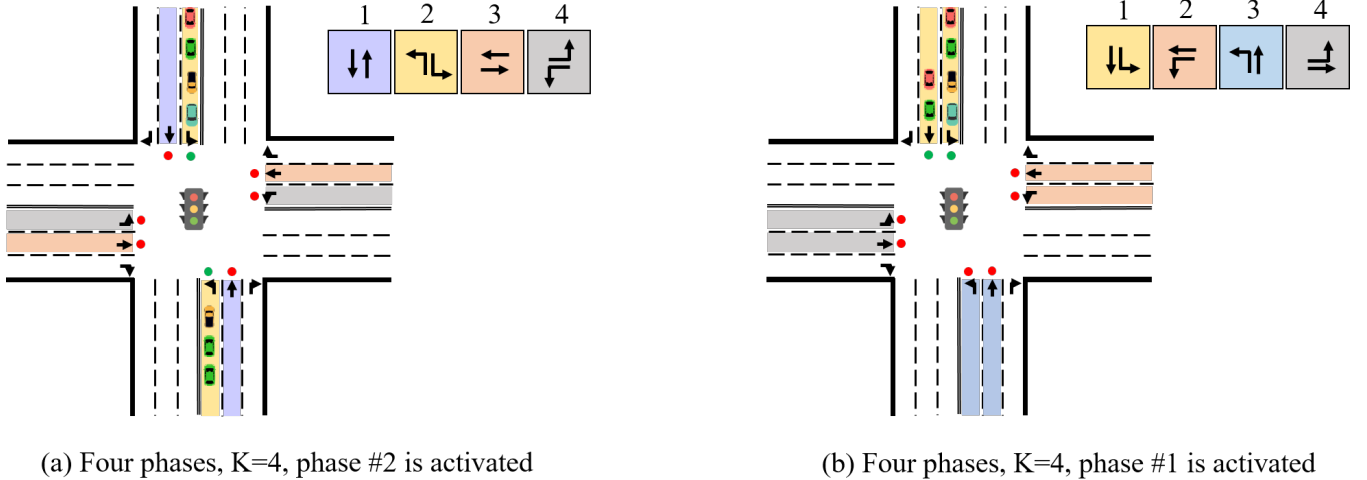 1 2 3 4
1 2 3 4
(a) Four phases, K=4, phase #2 is activated
(b) Four phases, K=4, phase #1 is activated